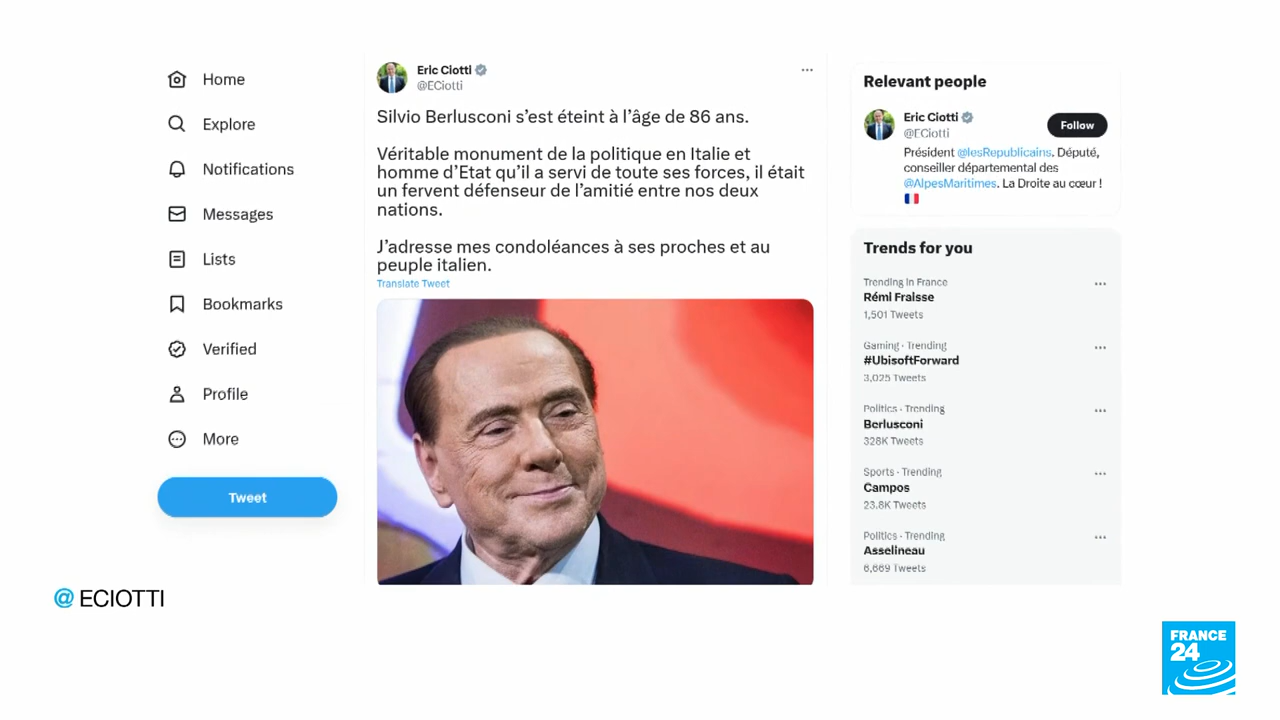 Home
Explore
Notifications
Messages
Lists
Bookmarks
Verified
Profile
More
Tweet
Eric Ciotti
@ECiotti
Silvio Berlusconi s’est éteint à l’âge de 86 ans.
Véritable monument de la politique en Italie et
homme d’Etat qu’il a servi de toute ses forces, il était
un fervent défenseur de l’amitié entre nos deux
nations.
J’adresse mes condoléances à ses proches et au
peuple italien.
Translate Tweet
Relevant people
Eric Ciotti
@ECiotti
Follow
Président @lesRepublicains. Député,
conseiller départemental des
@AlpesMaritimes. La Droite au cœur !
Trends for you
Trending in France
Rémi Fraisse
1,501 Tweets
Gaming · Trending
#UbisoftForward
3,025 Tweets
Politics · Trending
Berlusconi
328K Tweets
Sports · Trending
Campos
23.8K Tweets
Politics · Trending
Asselineau
6,669 Tweets
@ECIOTTI
FRANCE
24